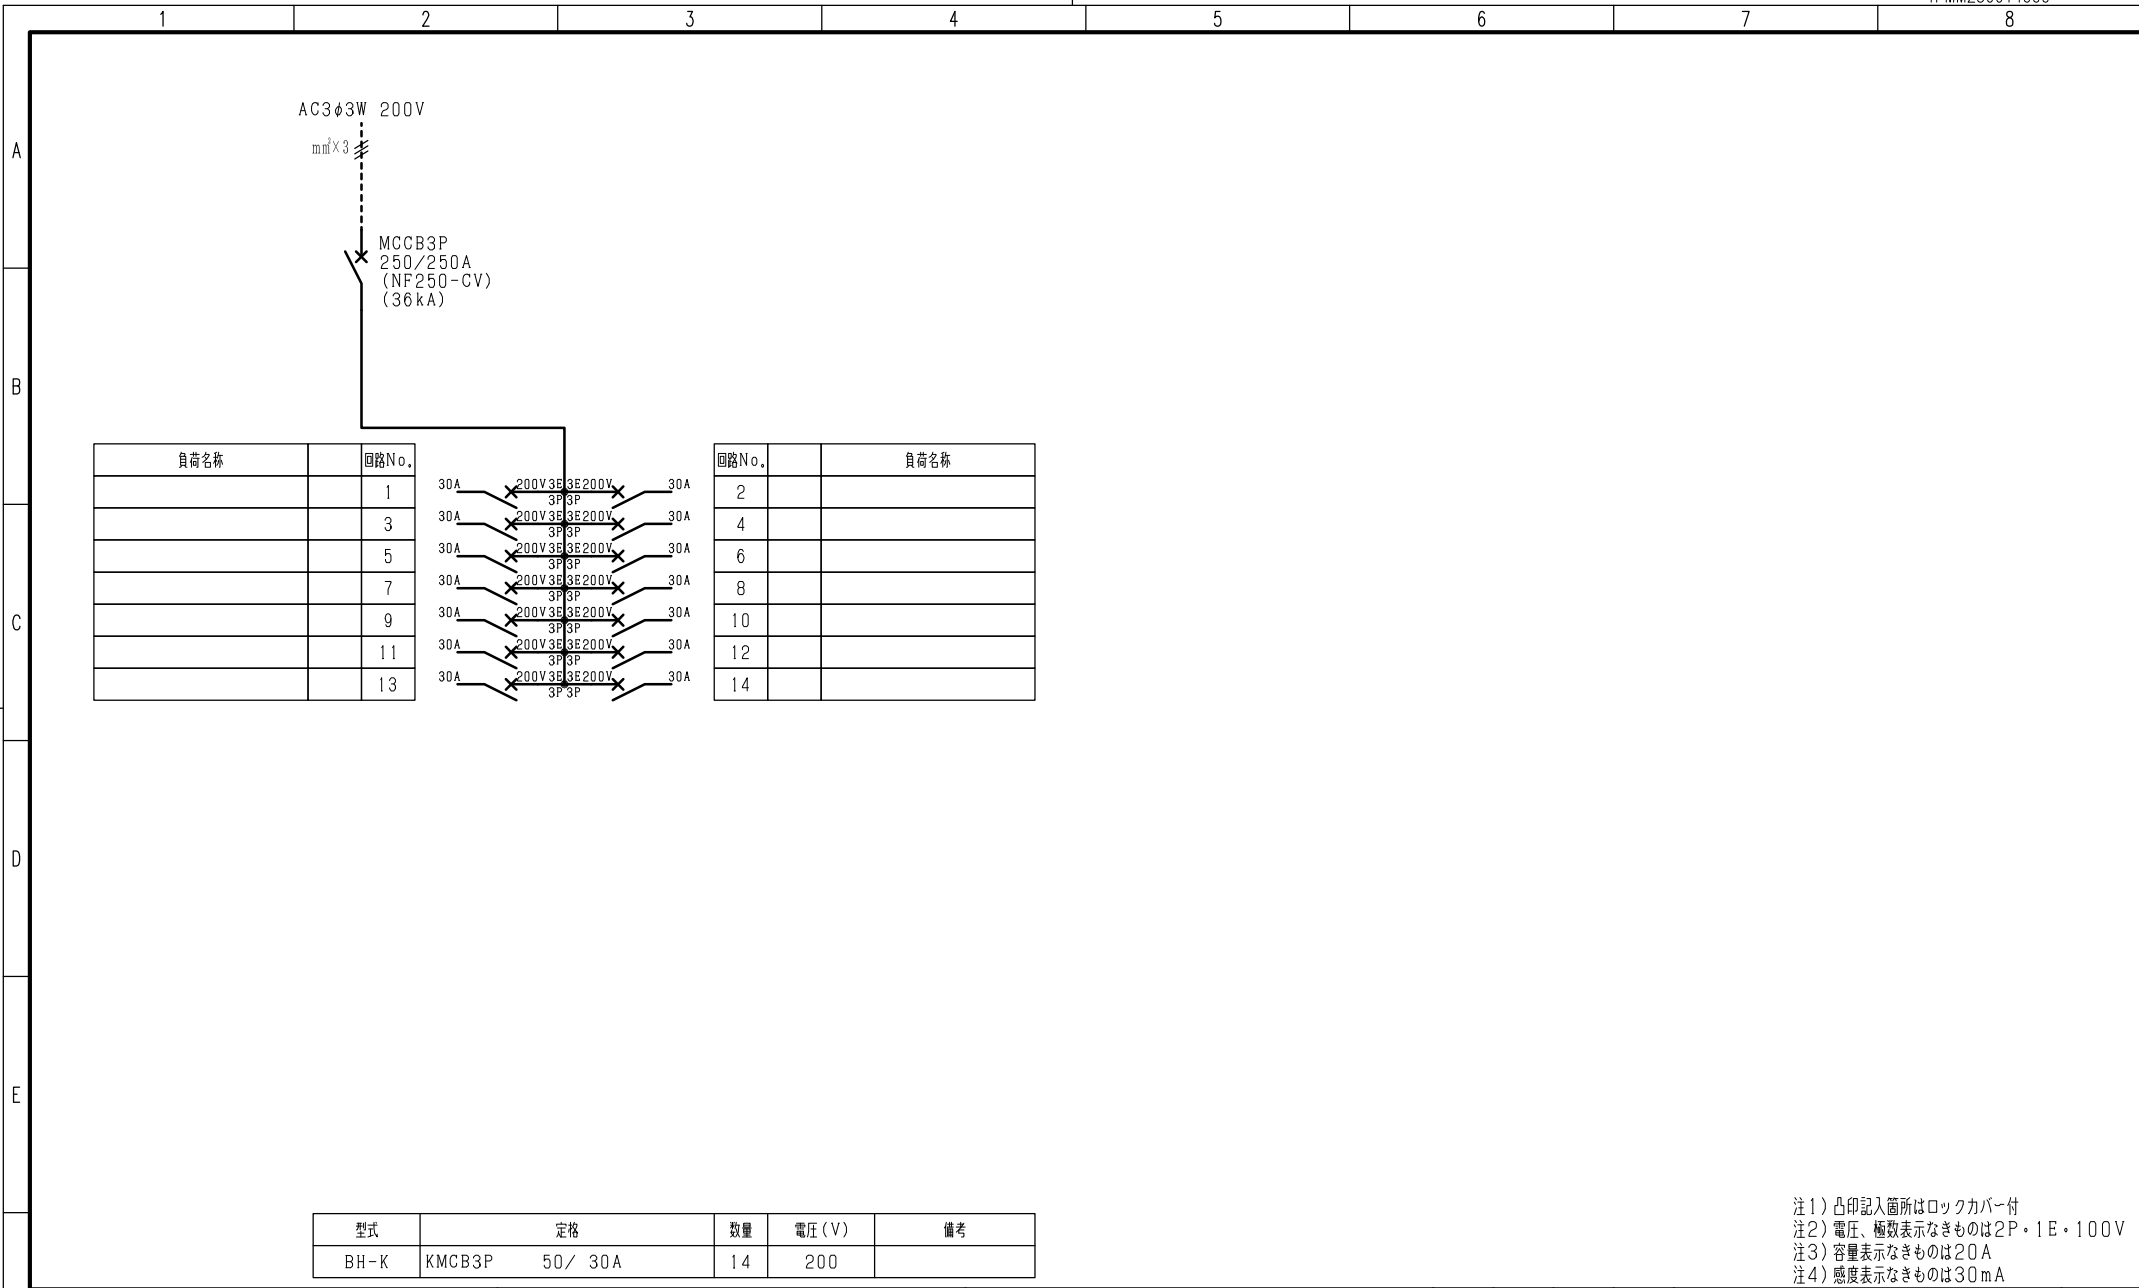 1 2 3 4 5 6 7 8
AC3φ3W 200V
A
mm²×3
MCCB3P
250/250A
(NF250-CV)
(36kA)
B
負荷名称 回路No. 回路No. 負荷名称
1 30A 200V3E 3E200V 30A 2
3P 3P
3 30A 200V3E 3E200V 30A 4
3P 3P
5 30A 200V3E 3E200V 30A 6
3P 3P
7 30A 200V3E 3E200V 30A 8
3P 3P
C
9 30A 200V3E 3E200V 30A 10
3P 3P
11 30A 200V3E 3E200V 30A 12
3P 3P
13 30A 200V3E 3E200V 30A 14
3P 3P
D
E
型式 定格 数量 電圧(V) 備考
BH-K KMCB3P 50/ 30A 14 200
注1)凸印記入箇所はロックカバー付
注2)電圧、極数表示なきものは2P・1E・100V
注3)容量表示なきものは20A
注4)感度表示なきものは30mA